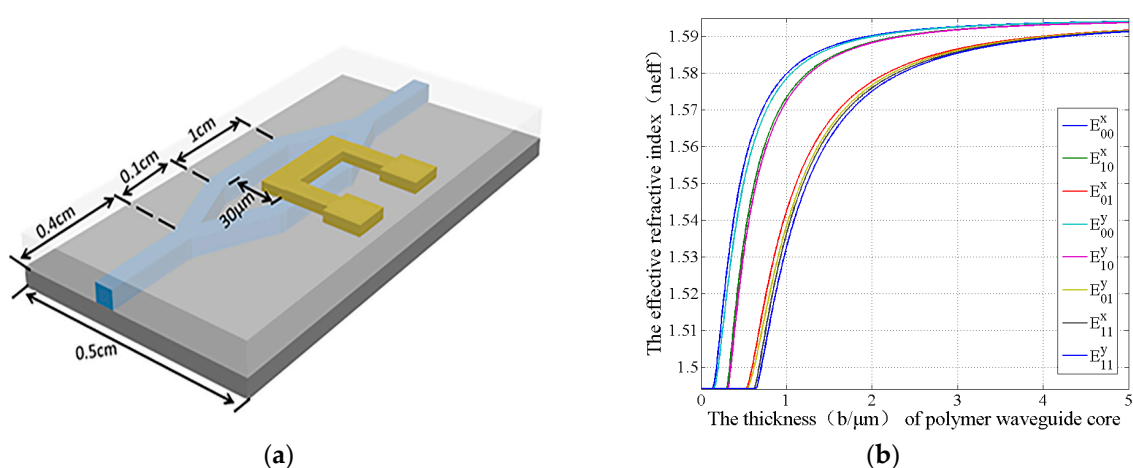 1cm
0.1cm
0.4cm
30μm
0.5cm
(a)
The effective refractive index（neff）
1.59
1.58
1.57
1.56
1.55
1.54
1.53
1.52
1.51
1.5
0 1 2 3 4 5
The thickness（b/μm） of polymer waveguide core
E^x_00
E^x_10
E^x_01
E^y_00
E^y_10
E^y_01
E^x_11
E^y_11
(b)